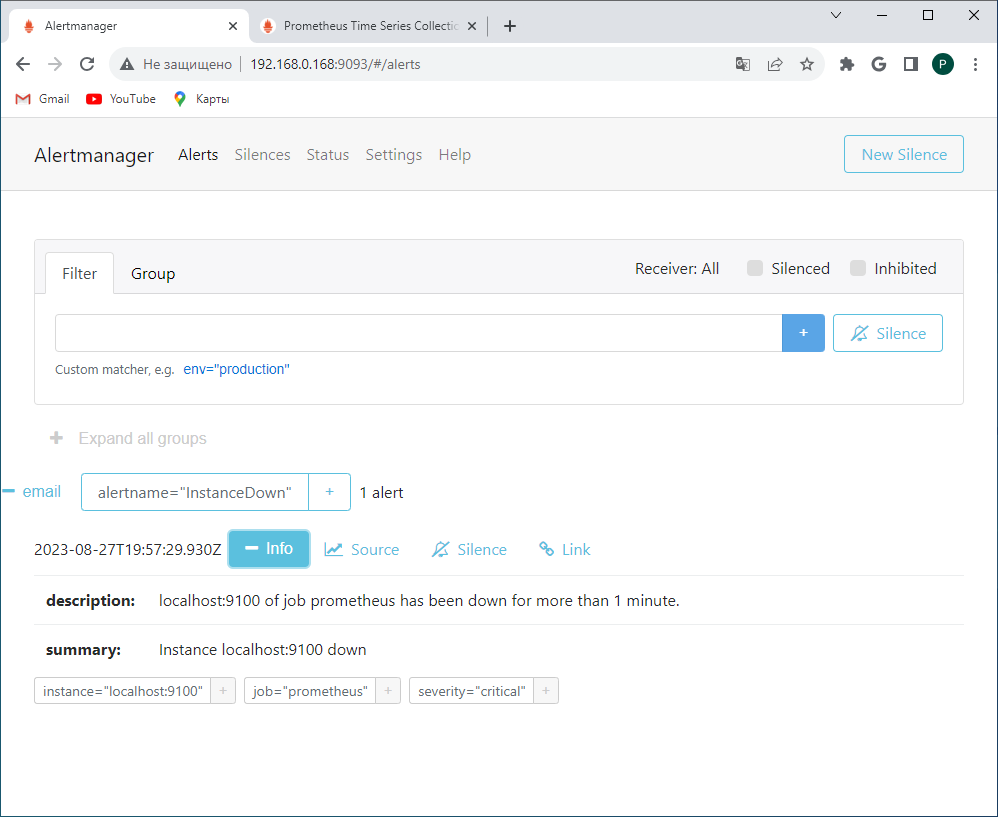 Alertmanager
Prometheus Time Series Collectio
Не защищено 192.168.0.168:9093/#/alerts
P
Gmail YouTube Карты
Alertmanager Alerts Silences Status Settings Help New Silence
Filter Group Receiver: All Silenced Inhibited
+ Silence
Custom matcher, e.g. env="production"
+ Expand all groups
email alertname="InstanceDown" + 1 alert
2023-08-27T19:57:29.930Z Info Source Silence Link
description: localhost:9100 of job prometheus has been down for more than 1 minute.
summary: Instance localhost:9100 down
instance="localhost:9100" + job="prometheus" + severity="critical" +